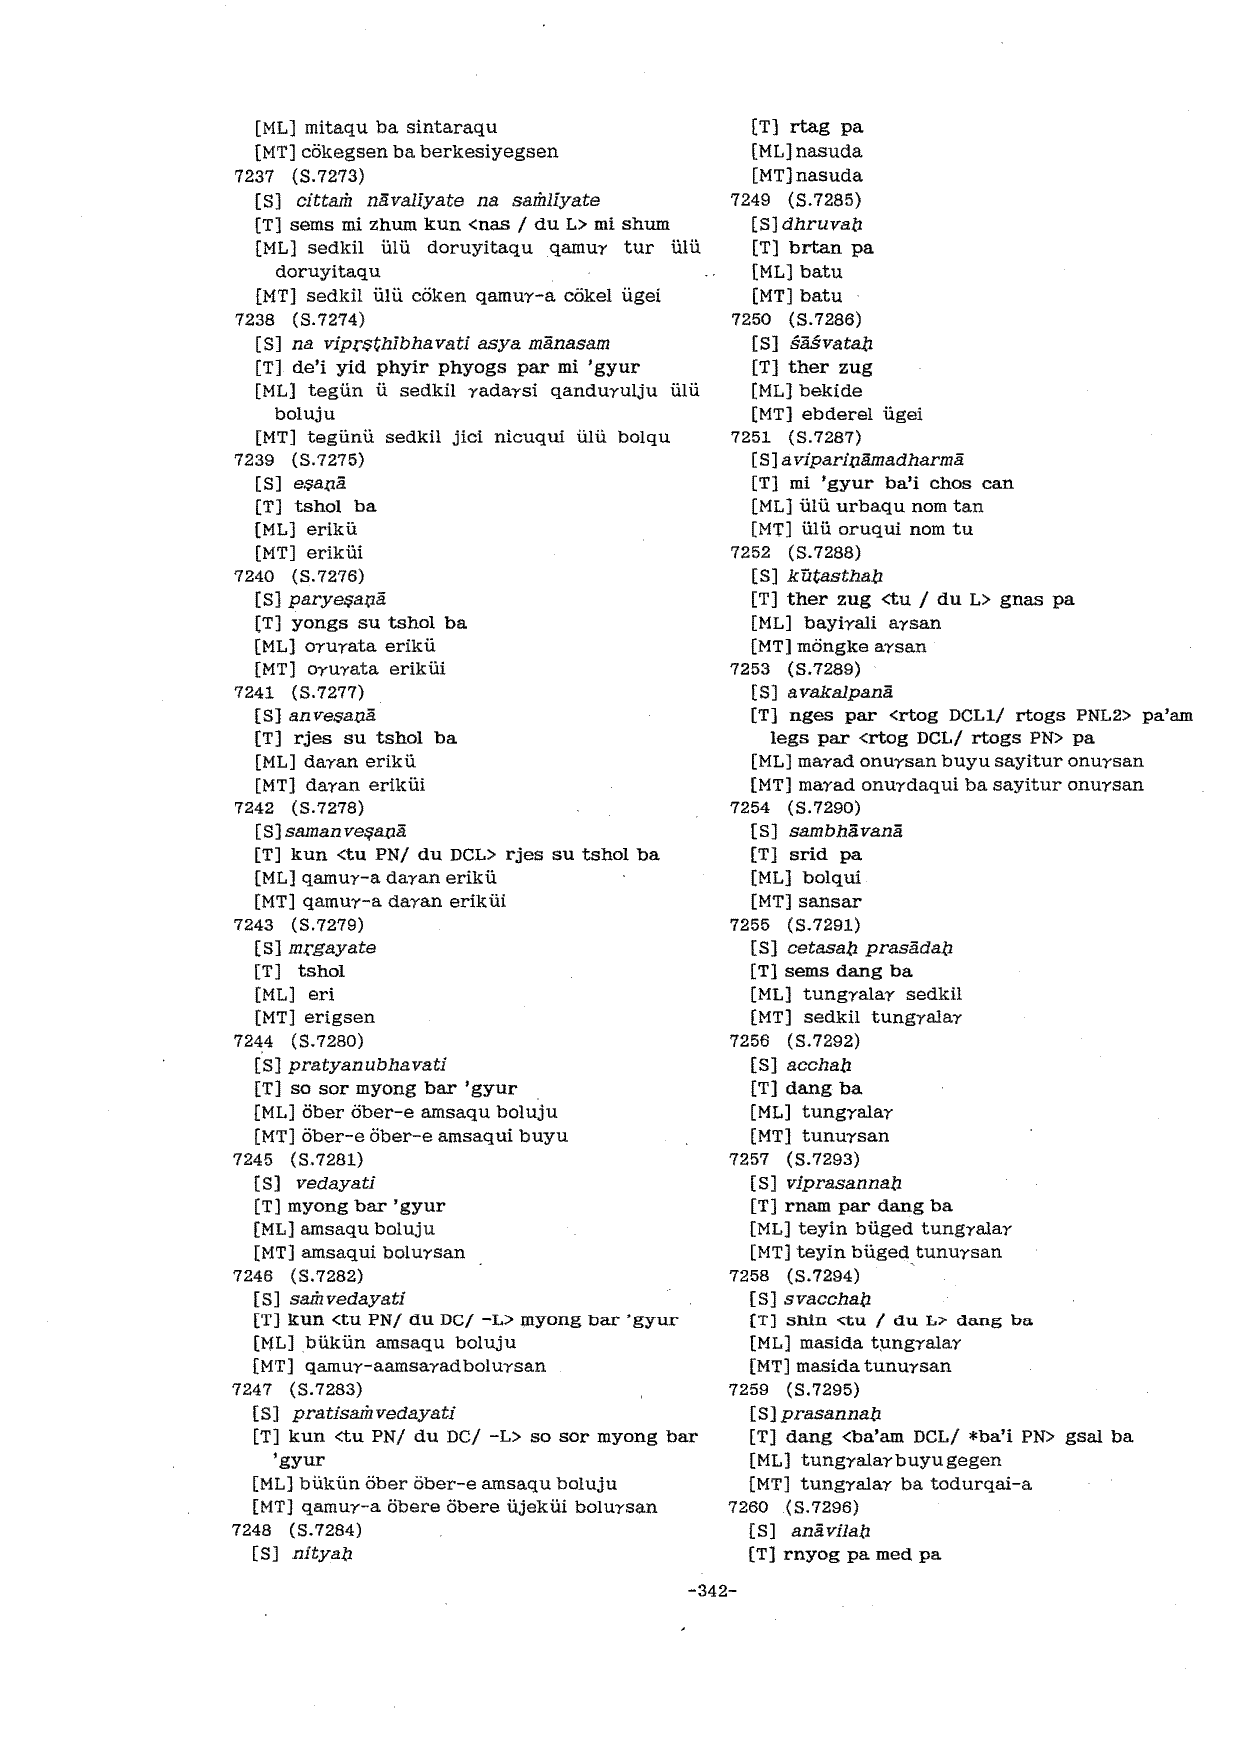 [ML] mitaqu ba sintaraqu
[MT] cökegsen ba berkesiyegsen
7237 (S.7273)
[S] cittaṁ nāvalīyate na saṁlīyate
[T] sems mi zhum kun <nas / du L> mi shum
[ML] sedkil ülü doruyitaqu qamuγ tur ülü
doruyitaqu
[MT] sedkil ülü cöken qamuγ-a cökel ügei
7238 (S.7274)
[S] na vipṛṣṭhībhavati asya mānasam
[T] de'i yid phyir phyogs par mi 'gyur
[ML] tegün ü sedkil γadaγsi qanduγulju ülü
boluju
[MT] tegünü sedkil jici nicuqui ülü bolqu
7239 (S.7275)
[S] eṣaṇā
[T] tshol ba
[ML] erikü
[MT] eriküi
7240 (S.7276)
[S] paryeṣaṇā
[T] yongs su tshol ba
[ML] oγuγata erikü
[MT] oγuγata eriküi
7241 (S.7277)
[S] anveṣaṇā
[T] rjes su tshol ba
[ML] daγan erikü
[MT] daγan eriküi
7242 (S.7278)
[S] samanveṣaṇā
[T] kun <tu PN/ du DCL> rjes su tshol ba
[ML] qamuγ-a daγan erikü
[MT] qamuγ-a daγan eriküi
7243 (S.7279)
[S] mṛgayate
[T] tshol
[ML] eri
[MT] erigsen
7244 (S.7280)
[S] pratyanubhavati
[T] so sor myong bar 'gyur
[ML] öber öber-e amsaqu boluju
[MT] öber-e öber-e amsaqui buyu
7245 (S.7281)
[S] vedayati
[T] myong bar 'gyur
[ML] amsaqu boluju
[MT] amsaqui boluγsan
7246 (S.7282)
[S] saṁvedayati
[T] kun <tu PN/ du DC/ -L> myong bar 'gyur
[ML] bükün amsaqu boluju
[MT] qamuγ-aamsaγadboluγsan
7247 (S.7283)
[S] pratisaṁvedayati
[T] kun <tu PN/ du DC/ -L> so sor myong bar
'gyur
[ML] bükün öber öber-e amsaqu boluju
[MT] qamuγ-a öbere öbere üjeküi boluγsan
7248 (S.7284)
[S] nityaḥ
[T] rtag pa
[ML] nasuda
[MT] nasuda
7249 (S.7285)
[S] dhruvaḥ
[T] brtan pa
[ML] batu
[MT] batu
7250 (S.7286)
[S] śāśvataḥ
[T] ther zug
[ML] bekide
[MT] ebderel ügei
7251 (S.7287)
[S] avipariṇāmadharmā
[T] mi 'gyur ba'i chos can
[ML] ülü urbaqu nom tan
[MT] ülü oruqui nom tu
7252 (S.7288)
[S] kūṭasthaḥ
[T] ther zug <tu / du L> gnas pa
[ML] bayiγali aγsan
[MT] möngke aγsan
7253 (S.7289)
[S] avakalpanā
[T] nges par <rtog DCL1/ rtogs PNL2> pa'am
legs par <rtog DCL/ rtogs PN> pa
[ML] maγad onuγsan buyu sayitur onuγsan
[MT] maγad onuγdaqui ba sayitur onuγsan
7254 (S.7290)
[S] sambhāvanā
[T] srid pa
[ML] bolqui
[MT] sansar
7255 (S.7291)
[S] cetasaḥ prasādaḥ
[T] sems dang ba
[ML] tungγalaγ sedkil
[MT] sedkil tungγalaγ
7256 (S.7292)
[S] acchaḥ
[T] dang ba
[ML] tungγalaγ
[MT] tunuγsan
7257 (S.7293)
[S] viprasannaḥ
[T] rnam par dang ba
[ML] teyin büged tungγalaγ
[MT] teyin büged tunuγsan
7258 (S.7294)
[S] svacchaḥ
[T] shin <tu / du L> dang ba
[ML] masida tungγalaγ
[MT] masida tunuγsan
7259 (S.7295)
[S] prasannaḥ
[T] dang <ba'am DCL/ *ba'i PN> gsal ba
[ML] tungγalaγ buyu gegen
[MT] tungγalaγ ba todurqai-a
7260 (S.7296)
[S] anāvilaḥ
[T] rnyog pa med pa
-342-